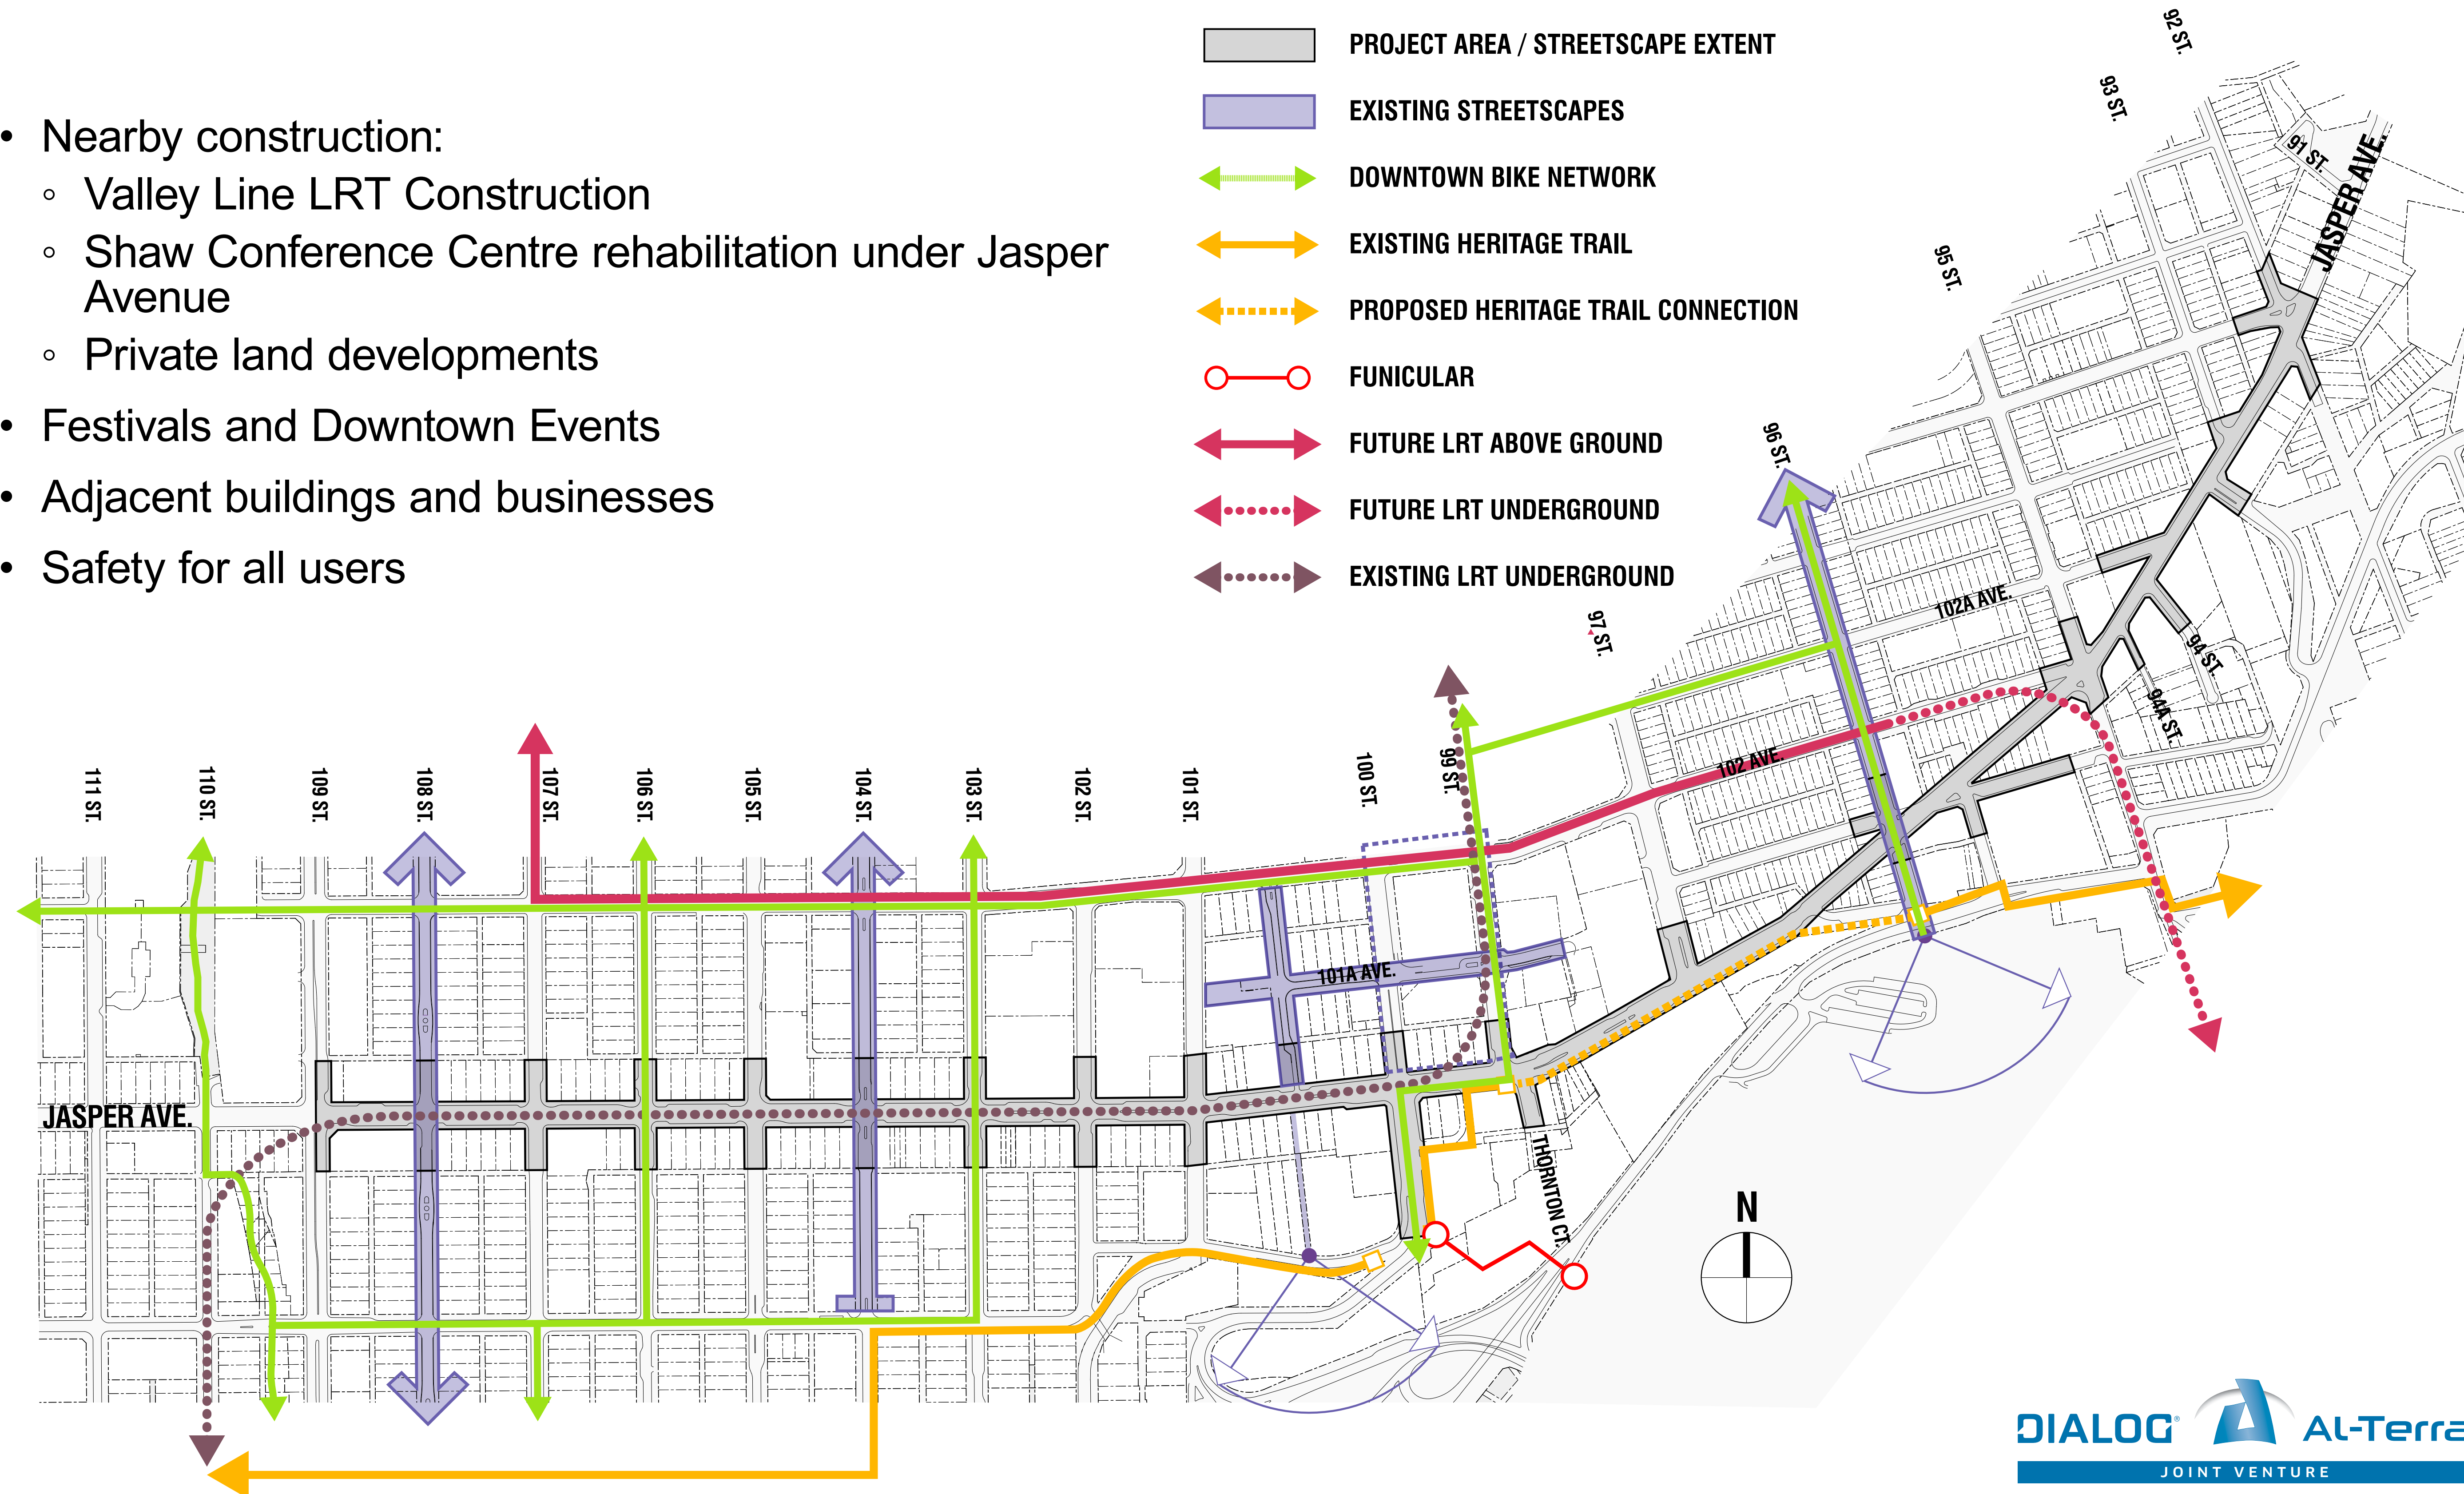 • Nearby construction:
◦ Valley Line LRT Construction
◦ Shaw Conference Centre rehabilitation under Jasper
Avenue
◦ Private land developments
• Festivals and Downtown Events
• Adjacent buildings and businesses
• Safety for all users
PROJECT AREA / STREETSCAPE EXTENT
EXISTING STREETSCAPES
DOWNTOWN BIKE NETWORK
EXISTING HERITAGE TRAIL
PROPOSED HERITAGE TRAIL CONNECTION
FUNICULAR
FUTURE LRT ABOVE GROUND
FUTURE LRT UNDERGROUND
EXISTING LRT UNDERGROUND
92 ST.
93 ST.
91 ST.
JASPER AVE.
95 ST.
96 ST.
97 ST.
102A AVE.
94 ST.
94A ST.
102 AVE.
99 ST.
100 ST.
111 ST.
110 ST.
109 ST.
108 ST.
107 ST.
106 ST.
105 ST.
104 ST.
103 ST.
102 ST.
101 ST.
101A AVE.
JASPER AVE.
THORNTON CT.
N
DIALOG®
AL-Terra
JOINT VENTURE